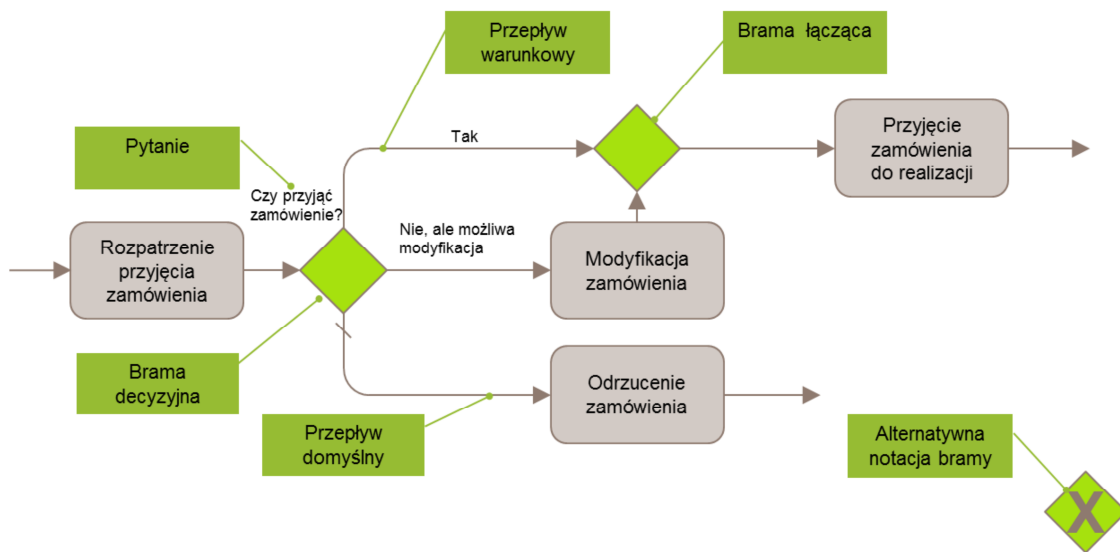 Przepływ
warunkowy
Brama łącząca
Pytanie
Tak
Przyjęcie
zamówienia
do realizacji
Czy przyjąć
zamówienie?
Nie, ale możliwa
modyfikacja
Rozpatrzenie
przyjęcia
zamówienia
Modyfikacja
zamówienia
Brama
decyzyjna
Odrzucenie
zamówienia
Przepływ
domyślny
Alternatywna
notacja bramy
X